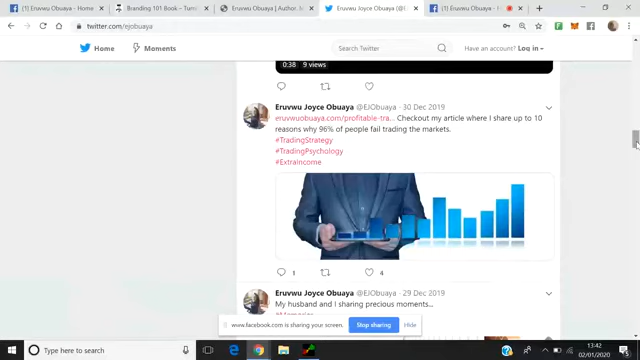 (1) Eruvwu Obuaya - Home
Branding 101 Book - Turn
Eruvwu Obuaya | Author. M
Eruvwu Joyce Obuaya (@E
(1) Eruvwu Obuaya - H
twitter.com/ejobuaya
Home
Moments
Search Twitter
Have an account? Log in
0:38 9 views
Eruvwu Joyce Obuaya @EJObuaya · 30 Dec 2019
eruvwuobuaya.com/profitable-tra... Checkout my article where I share up to 10
reasons why 96% of people fail trading the markets.
#TradingStrategy
#TradingPsychology
#ExtraIncome
1
4
Eruvwu Joyce Obuaya @EJObuaya · 29 Dec 2019
My husband and I sharing precious moments...
#Memories
www.facebook.com is sharing your screen.
Stop sharing
Hide
Type here to search
13:42
02/01/2020